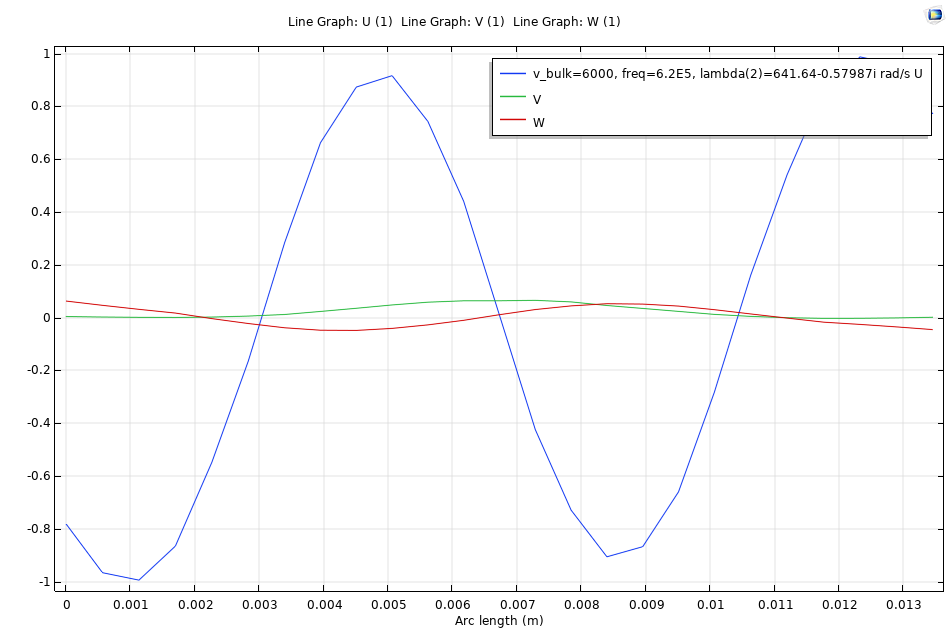 Line Graph: U (1)  Line Graph: V (1)  Line Graph: W (1)
v_bulk=6000, freq=6.2E5, lambda(2)=641.64-0.57987i rad/s U
V
W
1
0.8
0.6
0.4
0.2
0
-0.2
-0.4
-0.6
-0.8
-1
0 0.001 0.002 0.003 0.004 0.005 0.006 0.007 0.008 0.009 0.01 0.011 0.012 0.013
Arc length (m)